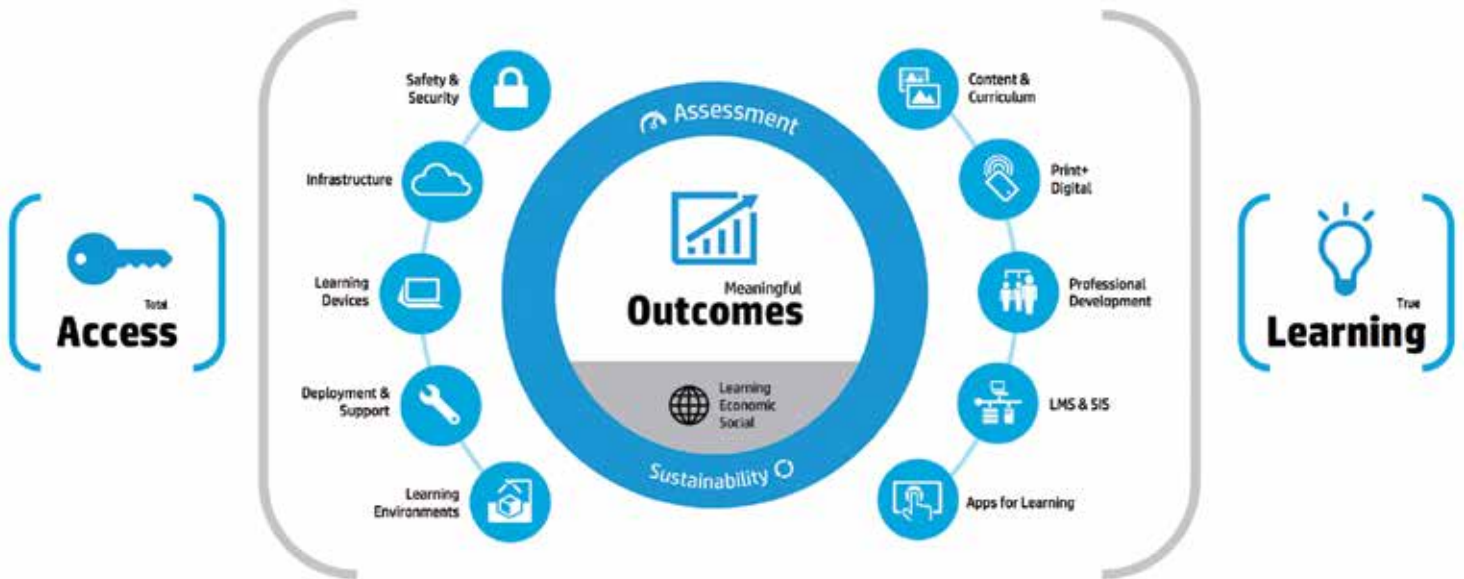 Total
Access
Safety &
Security
Infrastructure
Learning
Devices
Deployment &
Support
Learning
Environments
Assessment
Meaningful
Outcomes
Learning
Economic
Social
Sustainability
Content &
Curriculum
Print+
Digital
Professional
Development
LMS & SIS
Apps for Learning
True
Learning